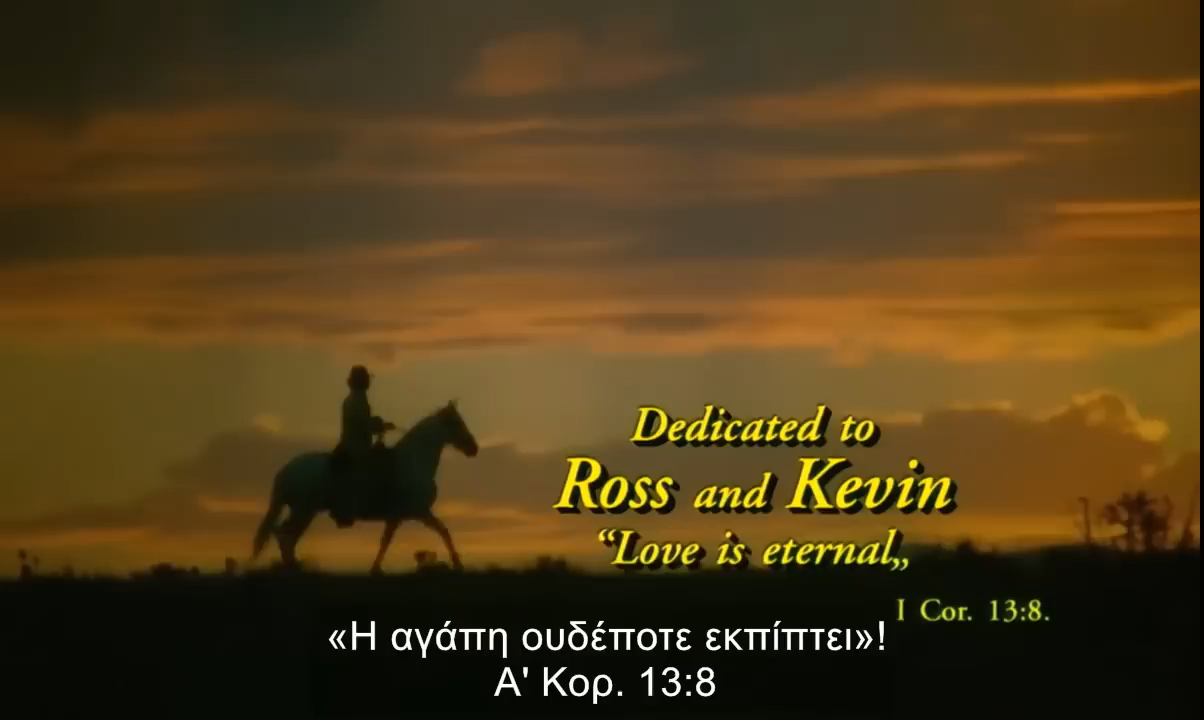 Dedicated to
Ross and Kevin
“Love is eternal„
I Cor. 13:8.
«Η αγάπη ουδέποτε εκπίπτει»!
Α' Κορ. 13:8